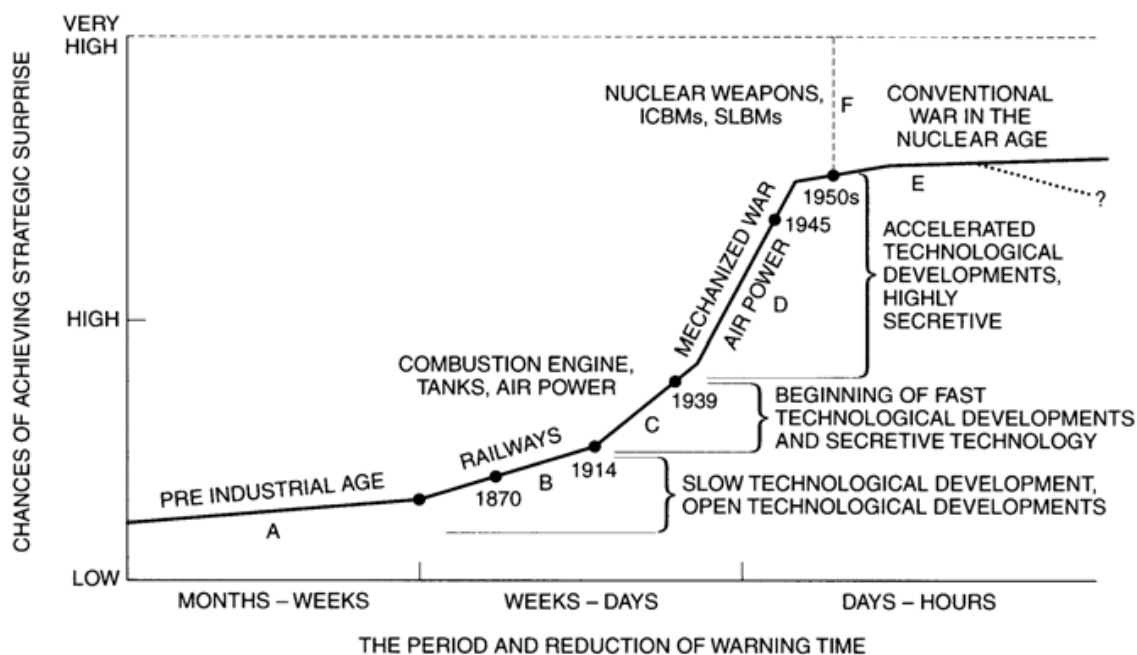 VERY
HIGH
CHANCES OF ACHIEVING STRATEGIC SURPRISE
HIGH
LOW
NUCLEAR WEAPONS,
ICBMs, SLBMs
F
CONVENTIONAL
WAR IN THE
NUCLEAR AGE
E
?
1950s
1945
MECHANIZED WAR
AIR POWER
D
ACCELERATED
TECHNOLOGICAL
DEVELOPMENTS,
HIGHLY
SECRETIVE
COMBUSTION ENGINE,
TANKS, AIR POWER
1939
C
BEGINNING OF FAST
TECHNOLOGICAL DEVELOPMENTS
AND SECRETIVE TECHNOLOGY
RAILWAYS
1914
B
1870
SLOW TECHNOLOGICAL DEVELOPMENT,
OPEN TECHNOLOGICAL DEVELOPMENTS
PRE INDUSTRIAL AGE
A
MONTHS – WEEKS
WEEKS – DAYS
DAYS – HOURS
THE PERIOD AND REDUCTION OF WARNING TIME